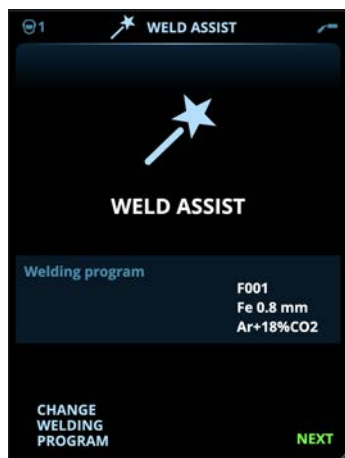 1 WELD ASSIST
WELD ASSIST
Welding program
F001
Fe 0.8 mm
Ar+18%CO2
CHANGE
WELDING
PROGRAM NEXT